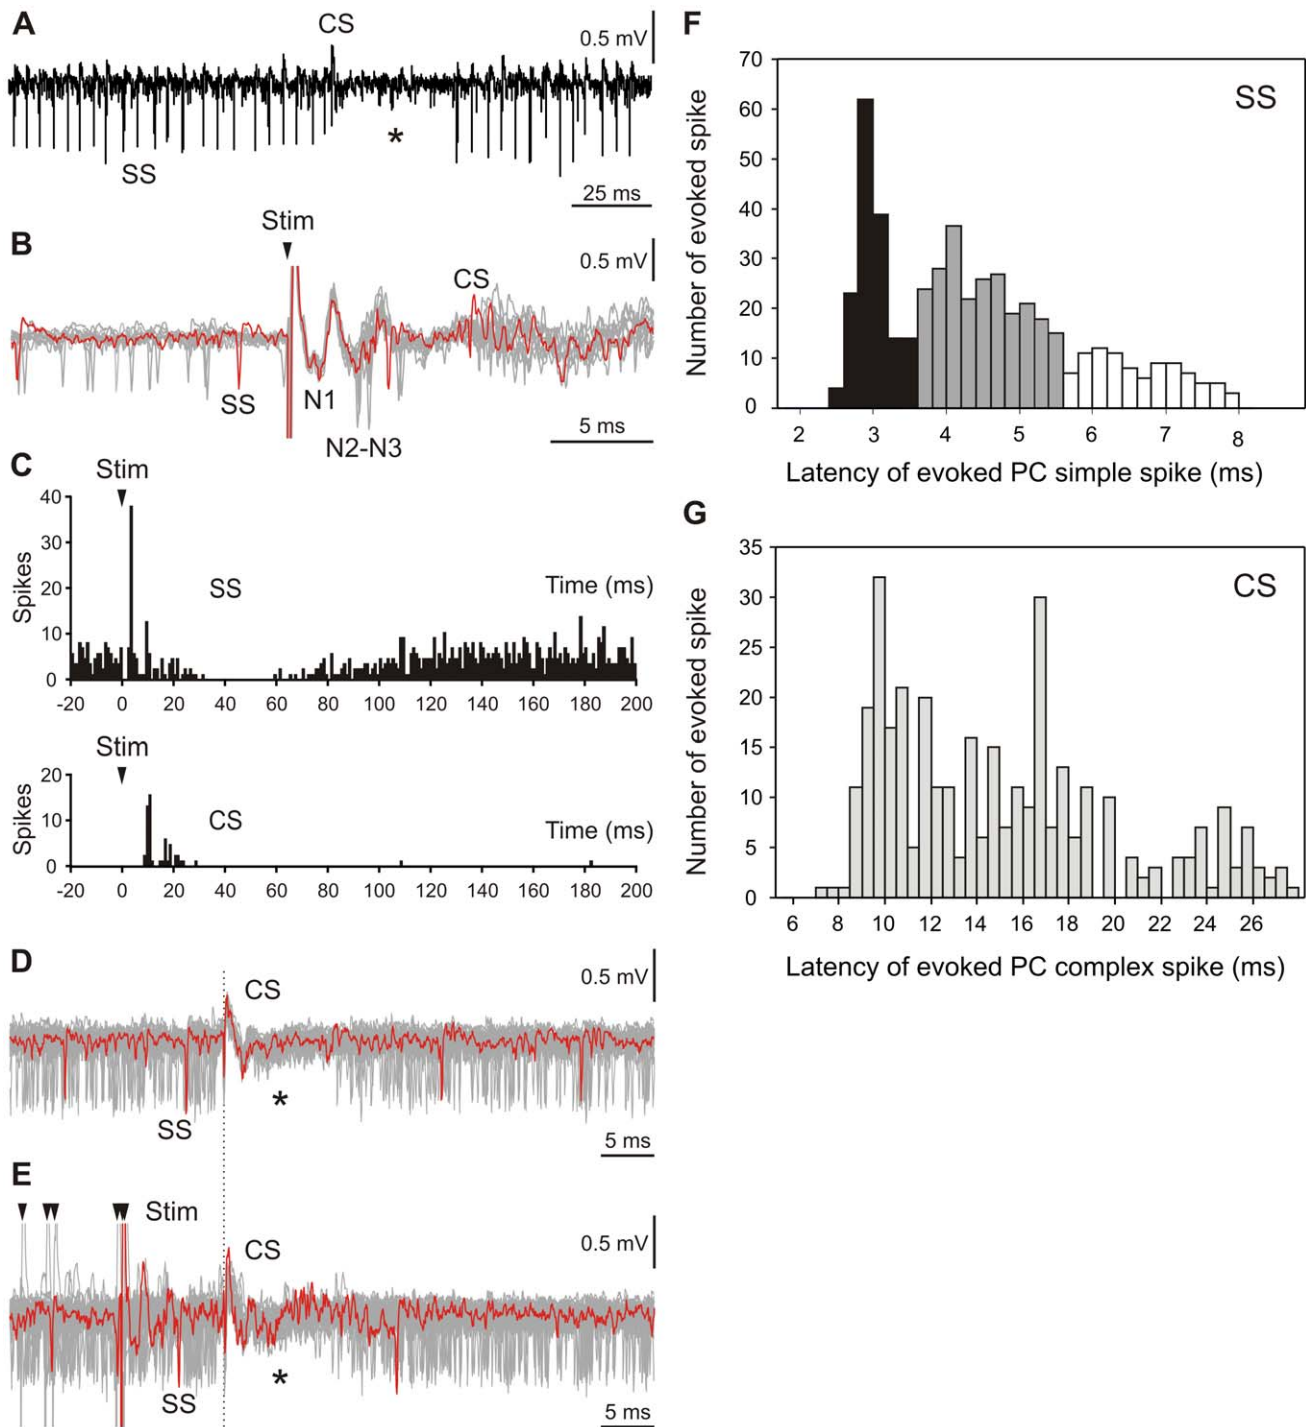 A
CS
0.5 mV
SS
*
25 ms
B
Stim
0.5 mV
CS
SS
N1
N2-N3
5 ms
C
Stim
40
30
20
10
0
Spikes
SS
Time (ms)
-20 0 20 40 60 80 100 120 140 160 180 200
Stim
20
10
0
Spikes
CS
Time (ms)
-20 0 20 40 60 80 100 120 140 160 180 200
D
CS
0.5 mV
SS
*
5 ms
E
Stim
CS
0.5 mV
SS
*
5 ms
F
70
60
50
40
30
20
10
0
Number of evoked spike
SS
2 3 4 5 6 7 8
Latency of evoked PC simple spike (ms)
G
35
30
25
20
15
10
5
0
Number of evoked spike
CS
6 8 10 12 14 16 18 20 22 24 26
Latency of evoked PC complex spike (ms)